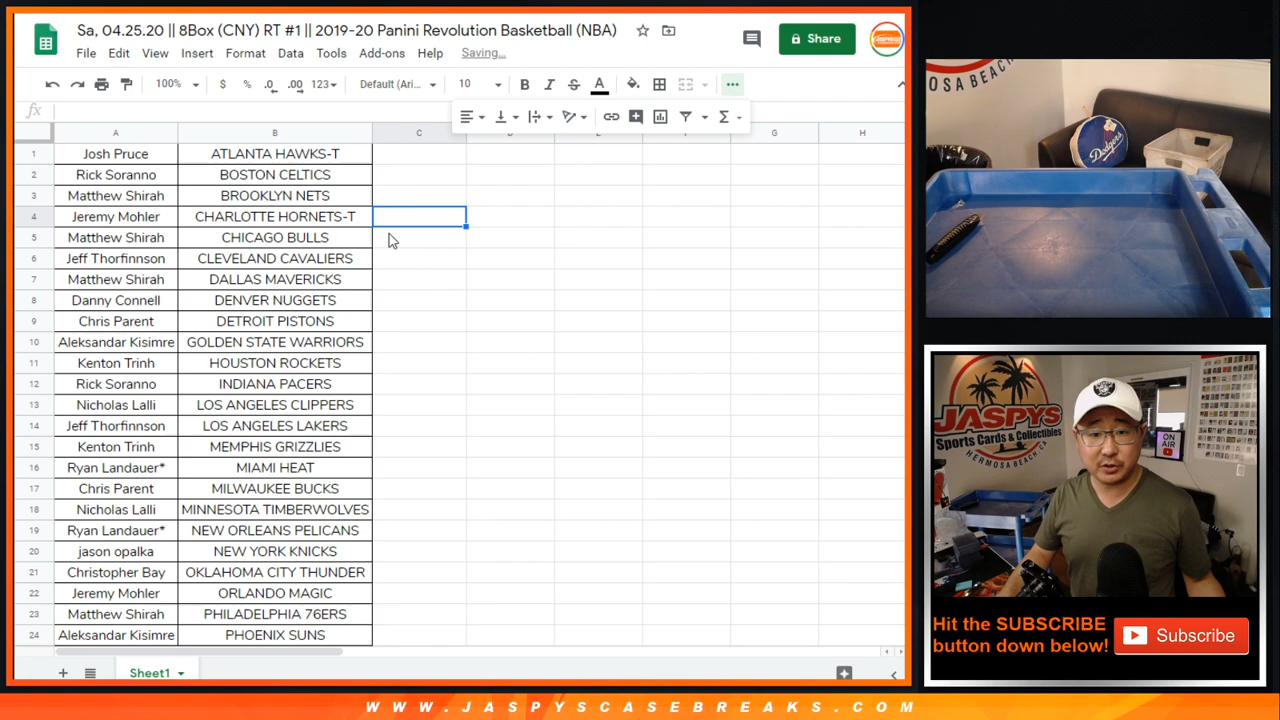 Sa, 04.25.20 || 8Box (CNY) RT #1 || 2019-20 Panini Revolution Basketball (NBA)
File Edit View Insert Format Data Tools Add-ons Help Saving...
Share
100% $ % .0 .00 123 Default (Ari... 10 B I S A
fx
A B C D E F G H
1 Josh Pruce ATLANTA HAWKS-T
2 Rick Soranno BOSTON CELTICS
3 Matthew Shirah BROOKLYN NETS
4 Jeremy Mohler CHARLOTTE HORNETS-T
5 Matthew Shirah CHICAGO BULLS
6 Jeff Thorfinnson CLEVELAND CAVALIERS
7 Matthew Shirah DALLAS MAVERICKS
8 Danny Connell DENVER NUGGETS
9 Chris Parent DETROIT PISTONS
10 Aleksandar Kisimre GOLDEN STATE WARRIORS
11 Kenton Trinh HOUSTON ROCKETS
12 Rick Soranno INDIANA PACERS
13 Nicholas Lalli LOS ANGELES CLIPPERS
14 Jeff Thorfinnson LOS ANGELES LAKERS
15 Kenton Trinh MEMPHIS GRIZZLIES
16 Ryan Landauer* MIAMI HEAT
17 Chris Parent MILWAUKEE BUCKS
18 Nicholas Lalli MINNESOTA TIMBERWOLVES
19 Ryan Landauer* NEW ORLEANS PELICANS
20 jason opalka NEW YORK KNICKS
21 Christopher Bay OKLAHOMA CITY THUNDER
22 Jeremy Mohler ORLANDO MAGIC
23 Matthew Shirah PHILADELPHIA 76ERS
24 Aleksandar Kisimre PHOENIX SUNS
Sheet1
MOSA BEACH
Dodgers
JASPYS
Sports Cards & Collectibles
HERMOSA BEACH, CA
ON AIR
Hit the SUBSCRIBE
button down below!
Subscribe
WWW.JASPYSCASEBREAKS.COM